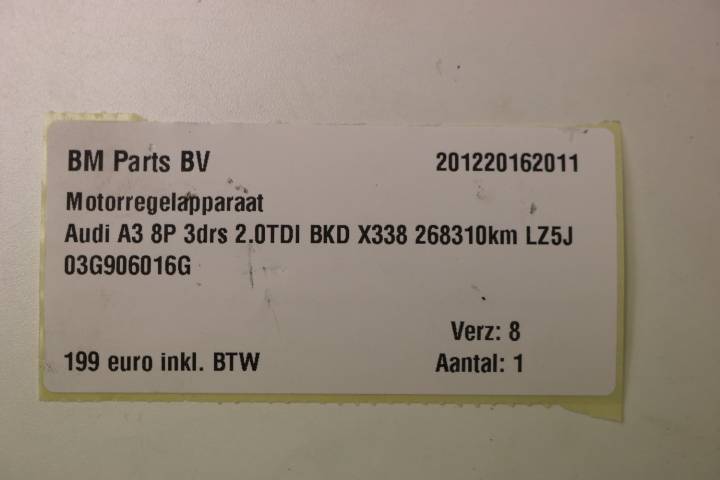 BM Parts BV 201220162011
Motorregelapparaat
Audi A3 8P 3drs 2.0TDI BKD X338 268310km LZ5J
03G906016G
Verz: 8
199 euro inkl. BTW Aantal: 1